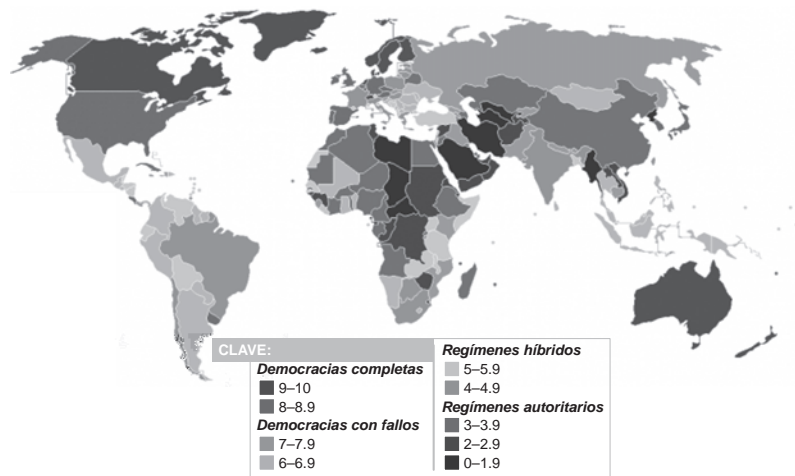 CLAVE:
Democracias completas
9–10
8–8.9
Democracias con fallos
7–7.9
6–6.9
Regímenes híbridos
5–5.9
4–4.9
Regímenes autoritarios
3–3.9
2–2.9
0–1.9